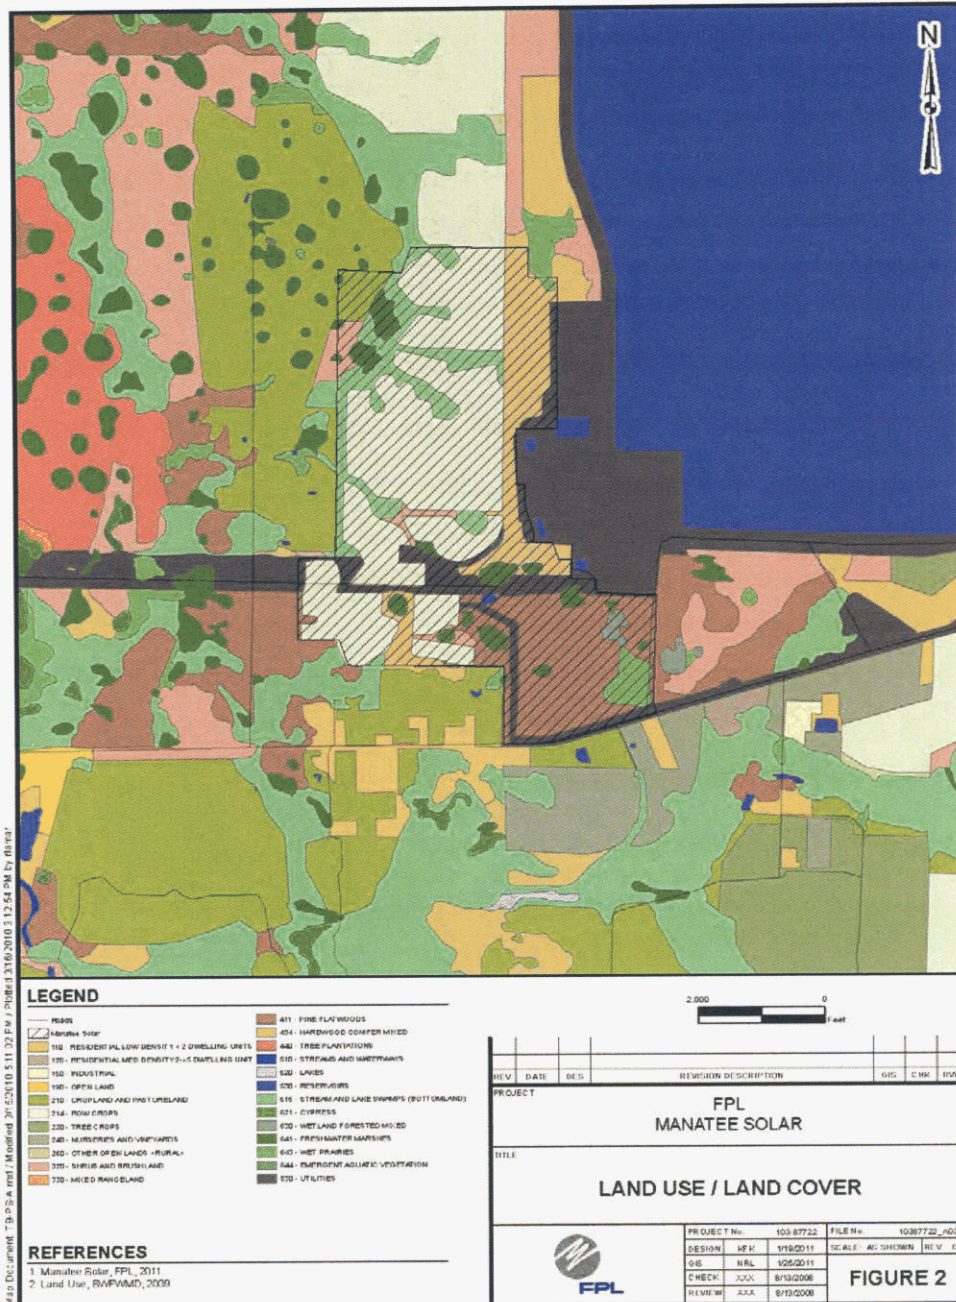 N
LEGEND
ROADS
Manatee Solar
110 - RESIDENTIAL LOW DENSITY < 2 DWELLING UNITS
120 - RESIDENTIAL MED DENSITY 2->5 DWELLING UNIT
150 - INDUSTRIAL
190 - OPEN LAND
210 - CROPLAND AND PASTURELAND
214 - ROW CROPS
220 - TREE CROPS
240 - NURSERIES AND VINEYARDS
260 - OTHER OPEN LANDS <RURAL>
320 - SHRUB AND BRUSHLAND
330 - MIXED RANGELAND
411 - PINE FLATWOODS
434 - HARDWOOD CONIFER MIXED
440 - TREE PLANTATIONS
510 - STREAMS AND WATERWAYS
520 - LAKES
530 - RESERVOIRS
615 - STREAM AND LAKE SWAMPS (BOTTOMLAND)
621 - CYPRESS
630 - WETLAND FORESTED MIXED
641 - FRESHWATER MARSHES
643 - WET PRAIRIES
644 - EMERGENT AQUATIC VEGETATION
830 - UTILITIES
REFERENCES
1. Manatee Solar, FPL, 2011
2. Land Use, SWFWMD, 2009
2,000 0
Feet
REV DATE DES REVISION DESCRIPTION GIS CHK
PROJECT
FPL
MANATEE SOLAR
TITLE
LAND USE / LAND COVER
FPL
PROJECT No. 103-87722 FILE No.
DESIGN 1/19/2011 SCALE: AS SHOWN REV.
GIS NRL 1/26/2011
CHECK XXX 8/13/2008
REVIEW XXX 8/13/2008
FIGURE 2